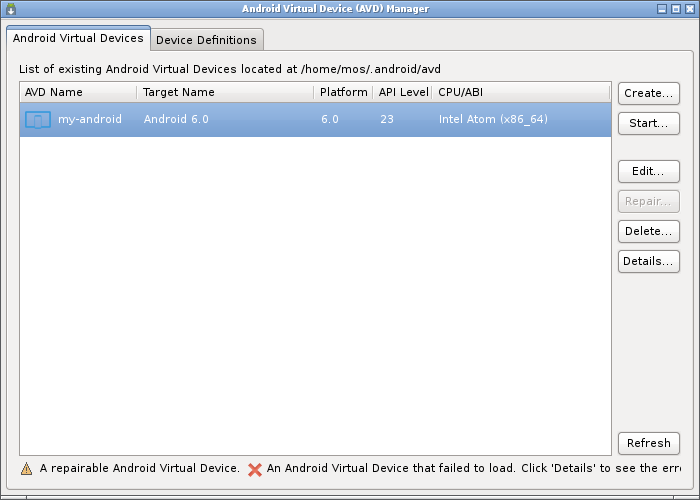 Android Virtual Device (AVD) Manager
Android Virtual Devices
Device Definitions
List of existing Android Virtual Devices located at /home/mos/.android/avd
AVD Name Target Name Platform API Level CPU/ABI
my-android Android 6.0 6.0 23 Intel Atom (x86_64)
Create...
Start...
Edit...
Repair...
Delete...
Details...
Refresh
A repairable Android Virtual Device. An Android Virtual Device that failed to load. Click 'Details' to see the erro